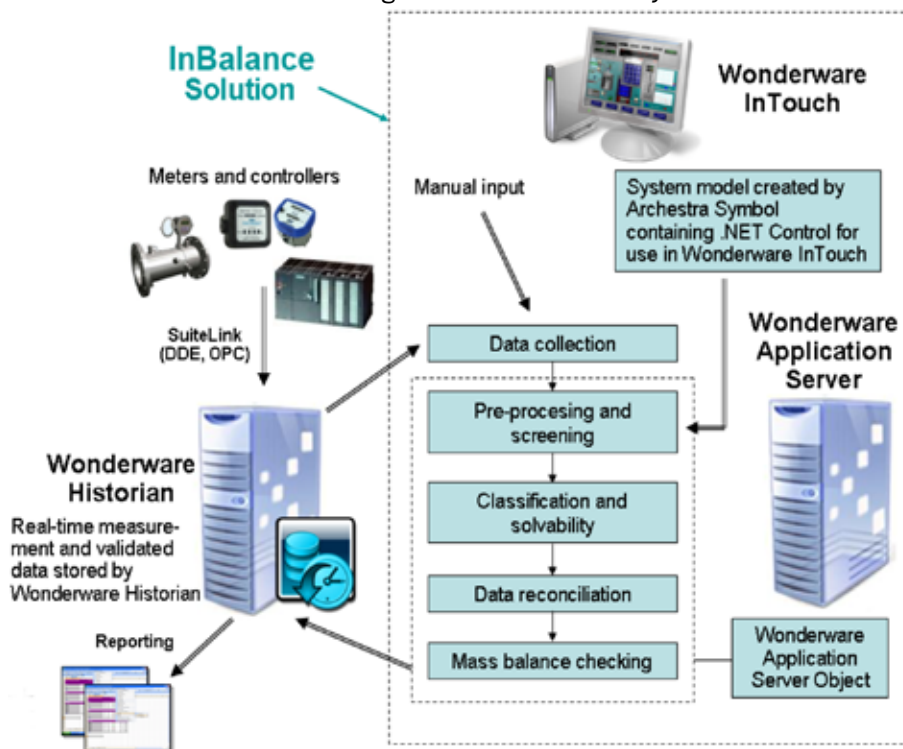 InBalance
Solution
Wonderware
InTouch
Meters and controllers
Manual input
System model created by
Archestra Symbol
containing .NET Control for
use in Wonderware InTouch
SuiteLink
(DDE, OPC)
Data collection
Wonderware
Application
Server
Pre-procesing and
screening
Wonderware
Historian
Real-time measure-
ment and validated
data stored by
Wonderware Historian
Classification and
solvability
Data reconciliation
Reporting
Mass balance checking
Wonderware
Application
Server Object